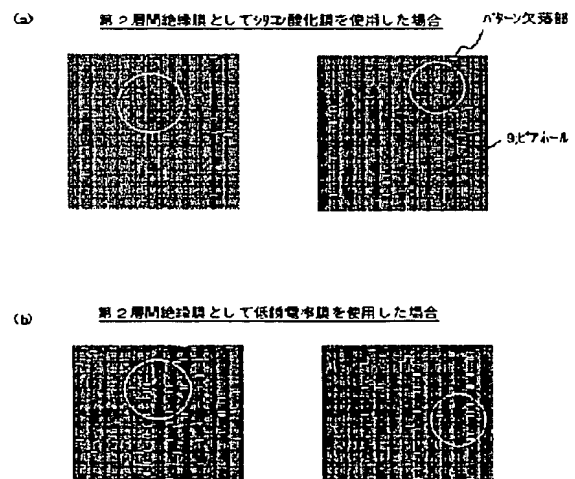 (a) 第２層間絶縁膜としてシリコン酸化膜を使用した場合
パターン欠落部
9;ビアホール
(b) 第２層間絶縁膜として低誘電率膜を使用した場合